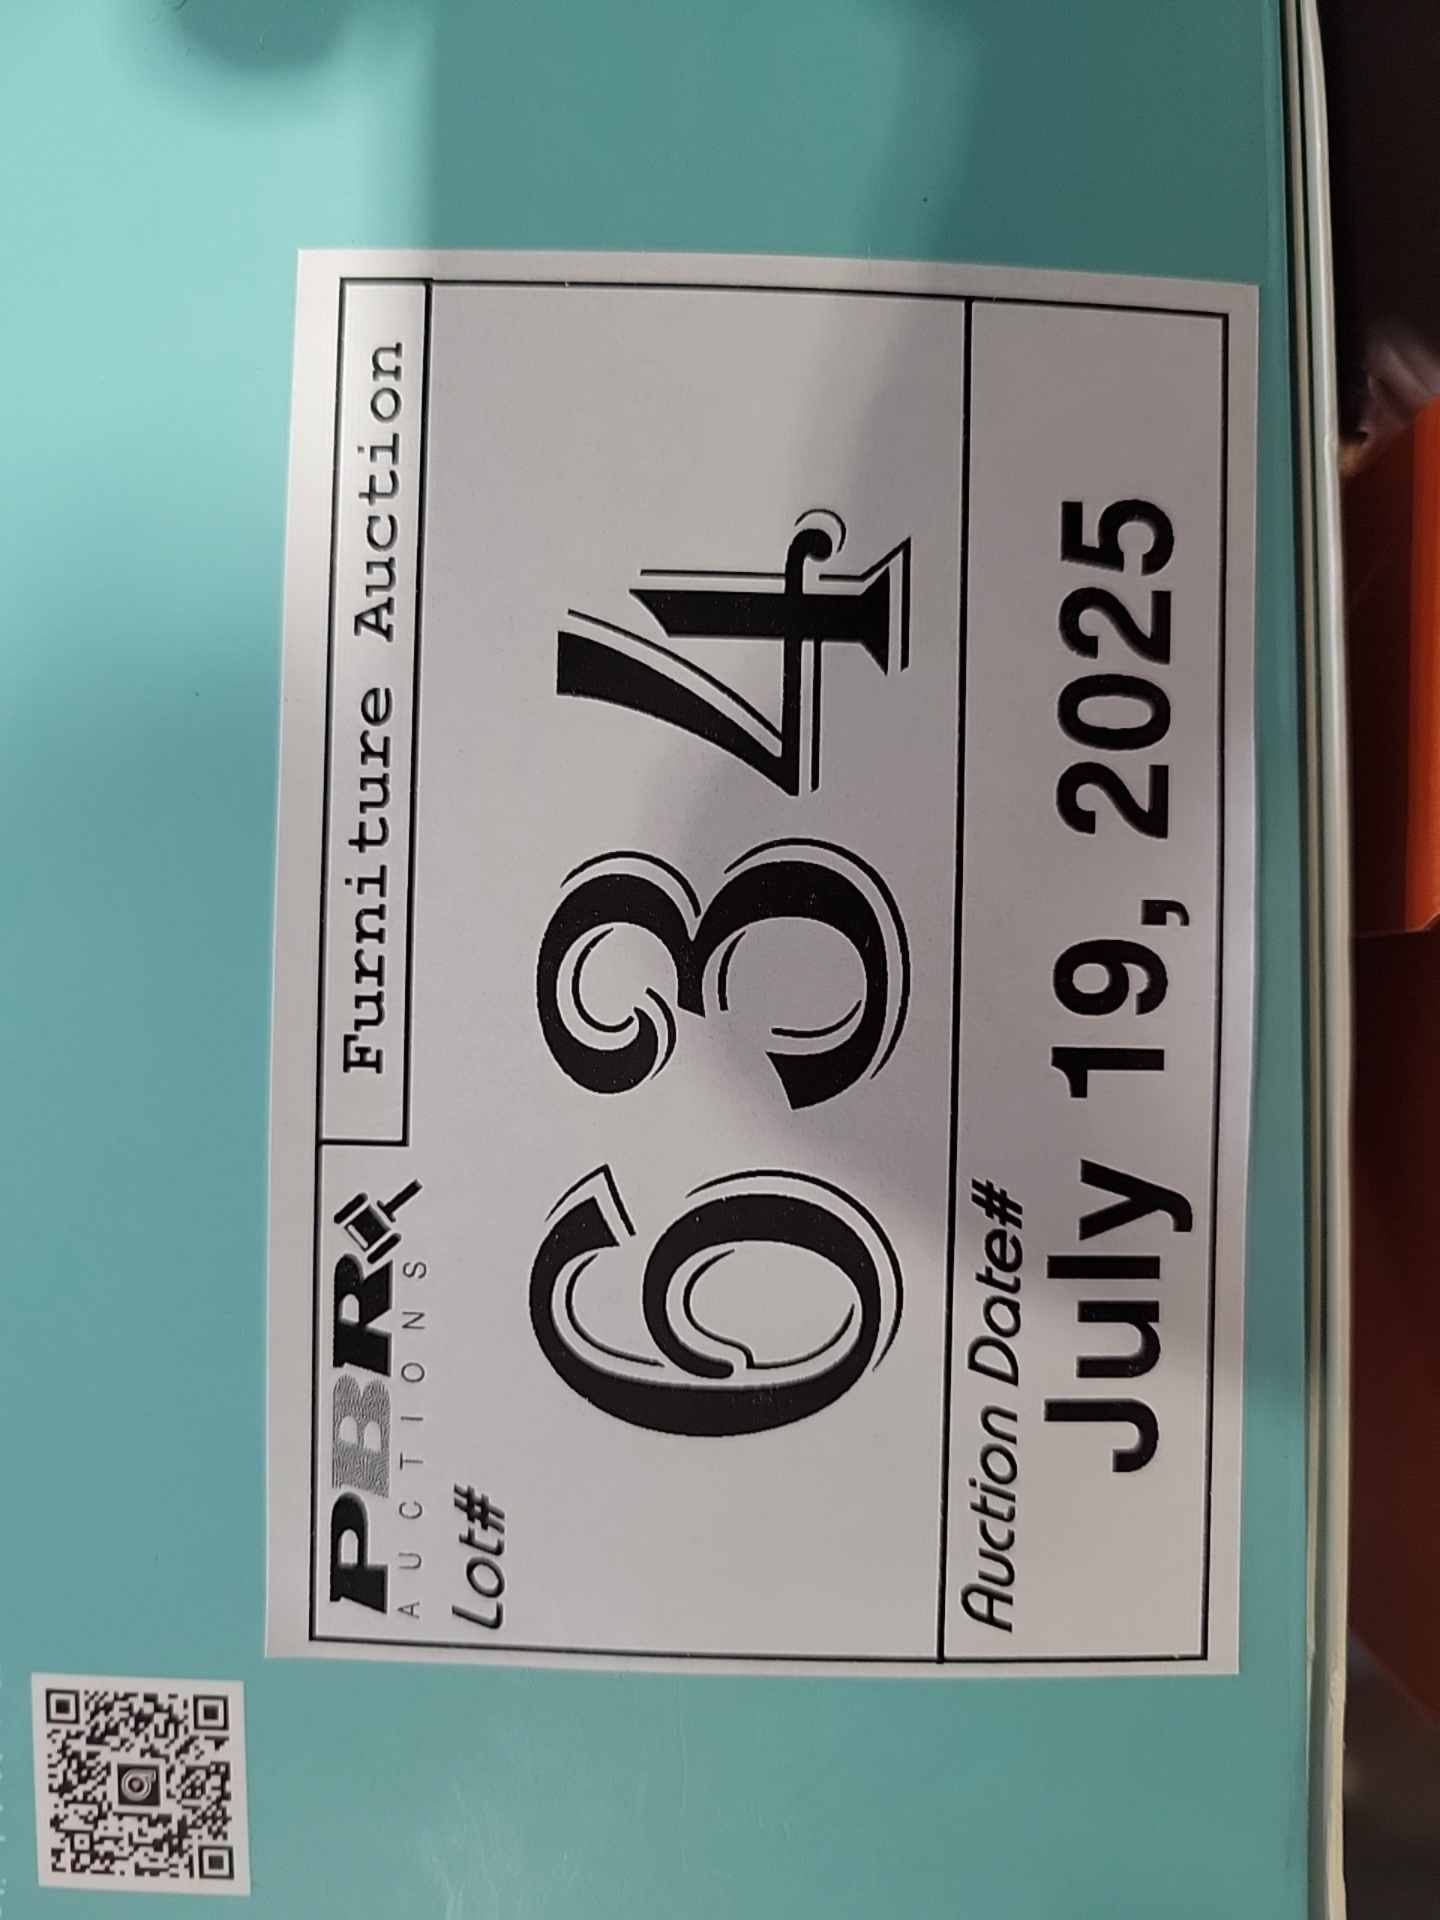 PBR
AUCTIONS
Furniture Auction
Lot#
634
Auction Date#
July 19, 2025